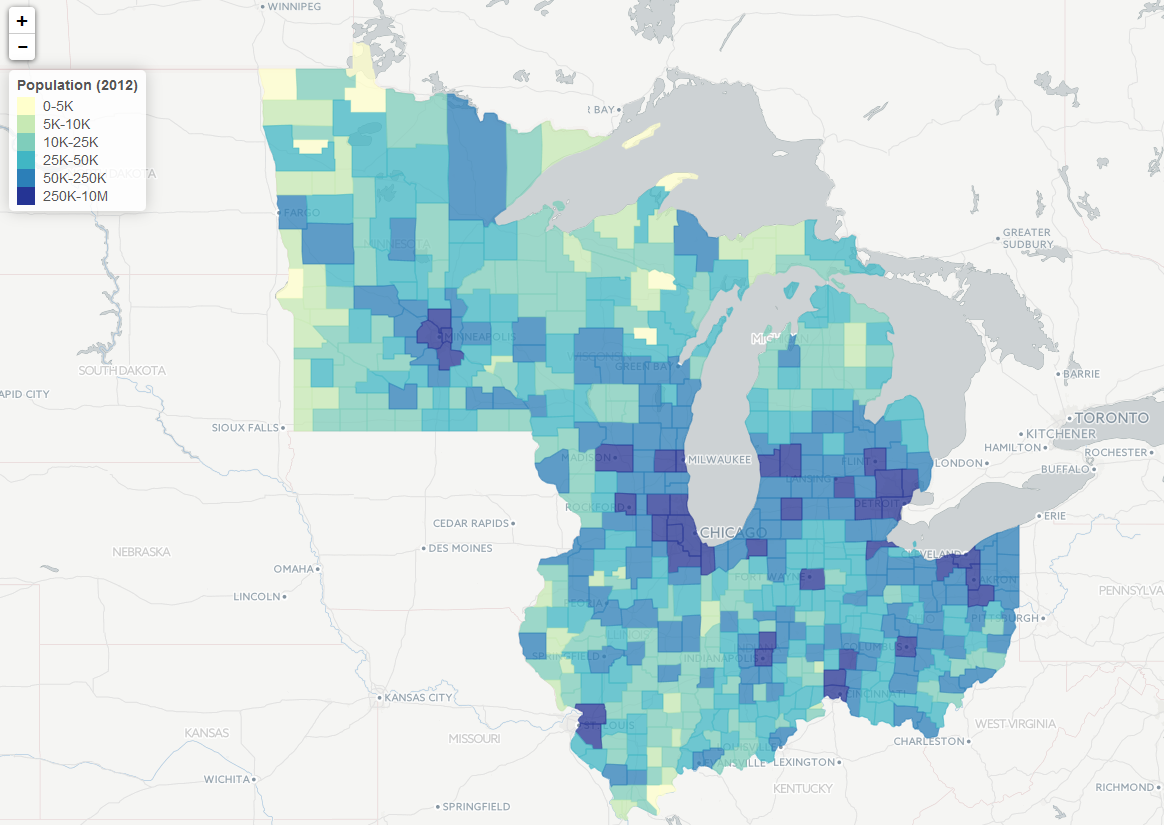 WINNIPEG
+
−
Population (2012)
0-5K
5K-10K
10K-25K
25K-50K
50K-250K
250K-10M
BAY
FARGO
MINNESOTA
GREATER
SUDBURY
MINNEAPOLIS
WISCONSIN
GREEN BAY
SOUTH DAKOTA
BARRIE
SIOUX FALLS
TORONTO
KITCHENER
HAMILTON
ROCHESTER
MADISON
MILWAUKEE
FLINT
LONDON
BUFFALO
LANSING
ROCKFORD
DETROIT
ERIE
CEDAR RAPIDS
CHICAGO
DES MOINES
NEBRASKA
CLEVELAND
OMAHA
FORT WAYNE
AKRON
PENNSYLVA
LINCOLN
PEORIA
PITTSBURGH
ILLINOIS
COLUMBUS
SPRINGFIELD
INDIANAPOLIS
KANSAS CITY
CINCINNATI
ST. LOUIS
WEST VIRGINIA
KANSAS
MISSOURI
CHARLESTON
LOUISVILLE
EVANSVILLE
LEXINGTON
WICHITA
KENTUCKY
RICHMOND
SPRINGFIELD